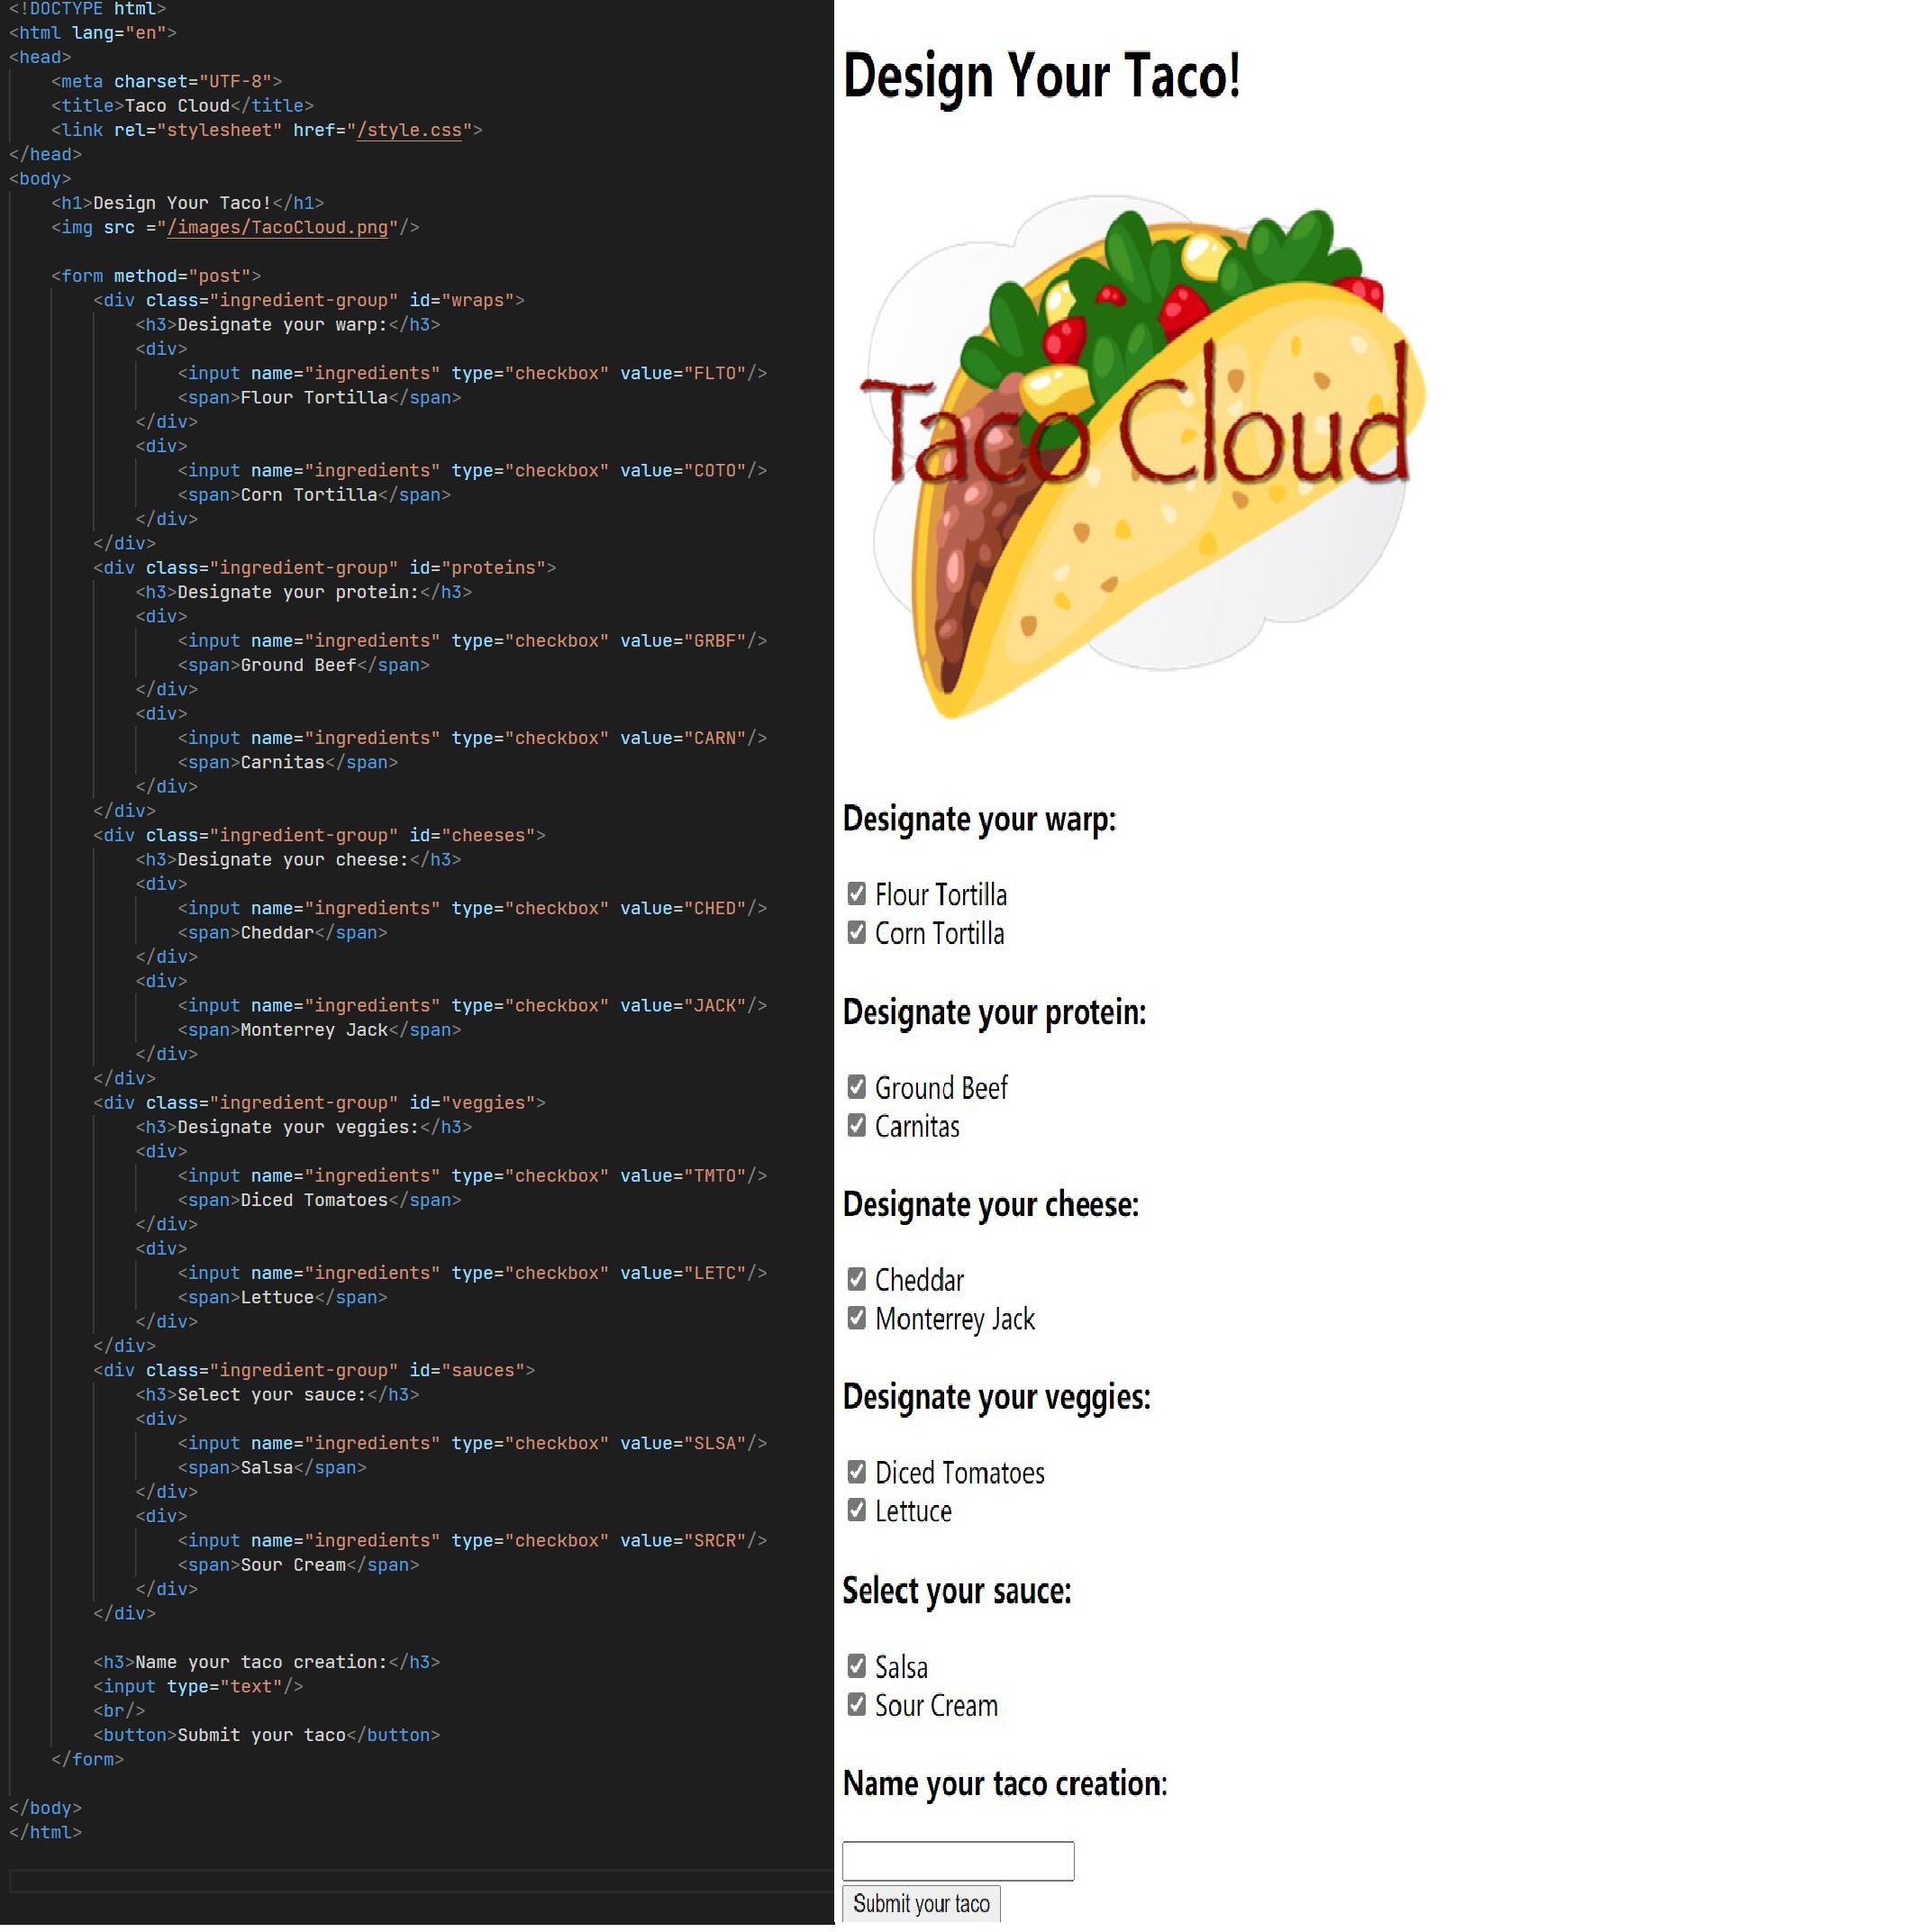 <!DOCTYPE html>
<html lang="en">
<head>
<meta charset="UTF-8">
<title>Taco Cloud</title>
<link rel="stylesheet" href="/style.css">
</head>
<body>
<h1>Design Your Taco!</h1>
<img src ="/images/TacoCloud.png"/>
<form method="post">
<div class="ingredient-group" id="wraps">
<h3>Designate your warp:</h3>
<div>
<input name="ingredients" type="checkbox" value="FLTO"/>
<span>Flour Tortilla</span>
</div>
<div>
<input name="ingredients" type="checkbox" value="COTO"/>
<span>Corn Tortilla</span>
</div>
</div>
<div class="ingredient-group" id="proteins">
<h3>Designate your protein:</h3>
<div>
<input name="ingredients" type="checkbox" value="GRBF"/>
<span>Ground Beef</span>
</div>
<div>
<input name="ingredients" type="checkbox" value="CARN"/>
<span>Carnitas</span>
</div>
</div>
<div class="ingredient-group" id="cheeses">
<h3>Designate your cheese:</h3>
<div>
<input name="ingredients" type="checkbox" value="CHED"/>
<span>Cheddar</span>
</div>
<div>
<input name="ingredients" type="checkbox" value="JACK"/>
<span>Monterrey Jack</span>
</div>
</div>
<div class="ingredient-group" id="veggies">
<h3>Designate your veggies:</h3>
<div>
<input name="ingredients" type="checkbox" value="TMTO"/>
<span>Diced Tomatoes</span>
</div>
<div>
<input name="ingredients" type="checkbox" value="LETC"/>
<span>Lettuce</span>
</div>
</div>
<div class="ingredient-group" id="sauces">
<h3>Select your sauce:</h3>
<div>
<input name="ingredients" type="checkbox" value="SLSA"/>
<span>Salsa</span>
</div>
<div>
<input name="ingredients" type="checkbox" value="SRCR"/>
<span>Sour Cream</span>
</div>
</div>
<h3>Name your taco creation:</h3>
<input type="text"/>
<br/>
<button>Submit your taco</button>
</form>
</body>
</html>
Design Your Taco!
Taco Cloud
Designate your warp:
Flour Tortilla
Corn Tortilla
Designate your protein:
Ground Beef
Carnitas
Designate your cheese:
Cheddar
Monterrey Jack
Designate your veggies:
Diced Tomatoes
Lettuce
Select your sauce:
Salsa
Sour Cream
Name your taco creation:
Submit your taco